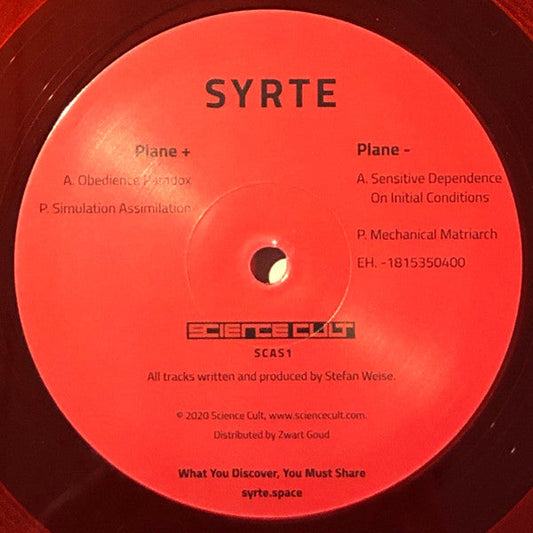 SYRTE
Plane +
A. Obedience Paradox
P. Simulation Assimilation
Plane -
A. Sensitive Dependence
On Initial Conditions
P. Mechanical Matriarch
EH. -1815350400
SCIENCE CULT
SCAS1
All tracks written and produced by Stefan Weise.
© 2020 Science Cult, www.sciencecult.com.
Distributed by Zwart Goud
What You Discover, You Must Share
syrte.space